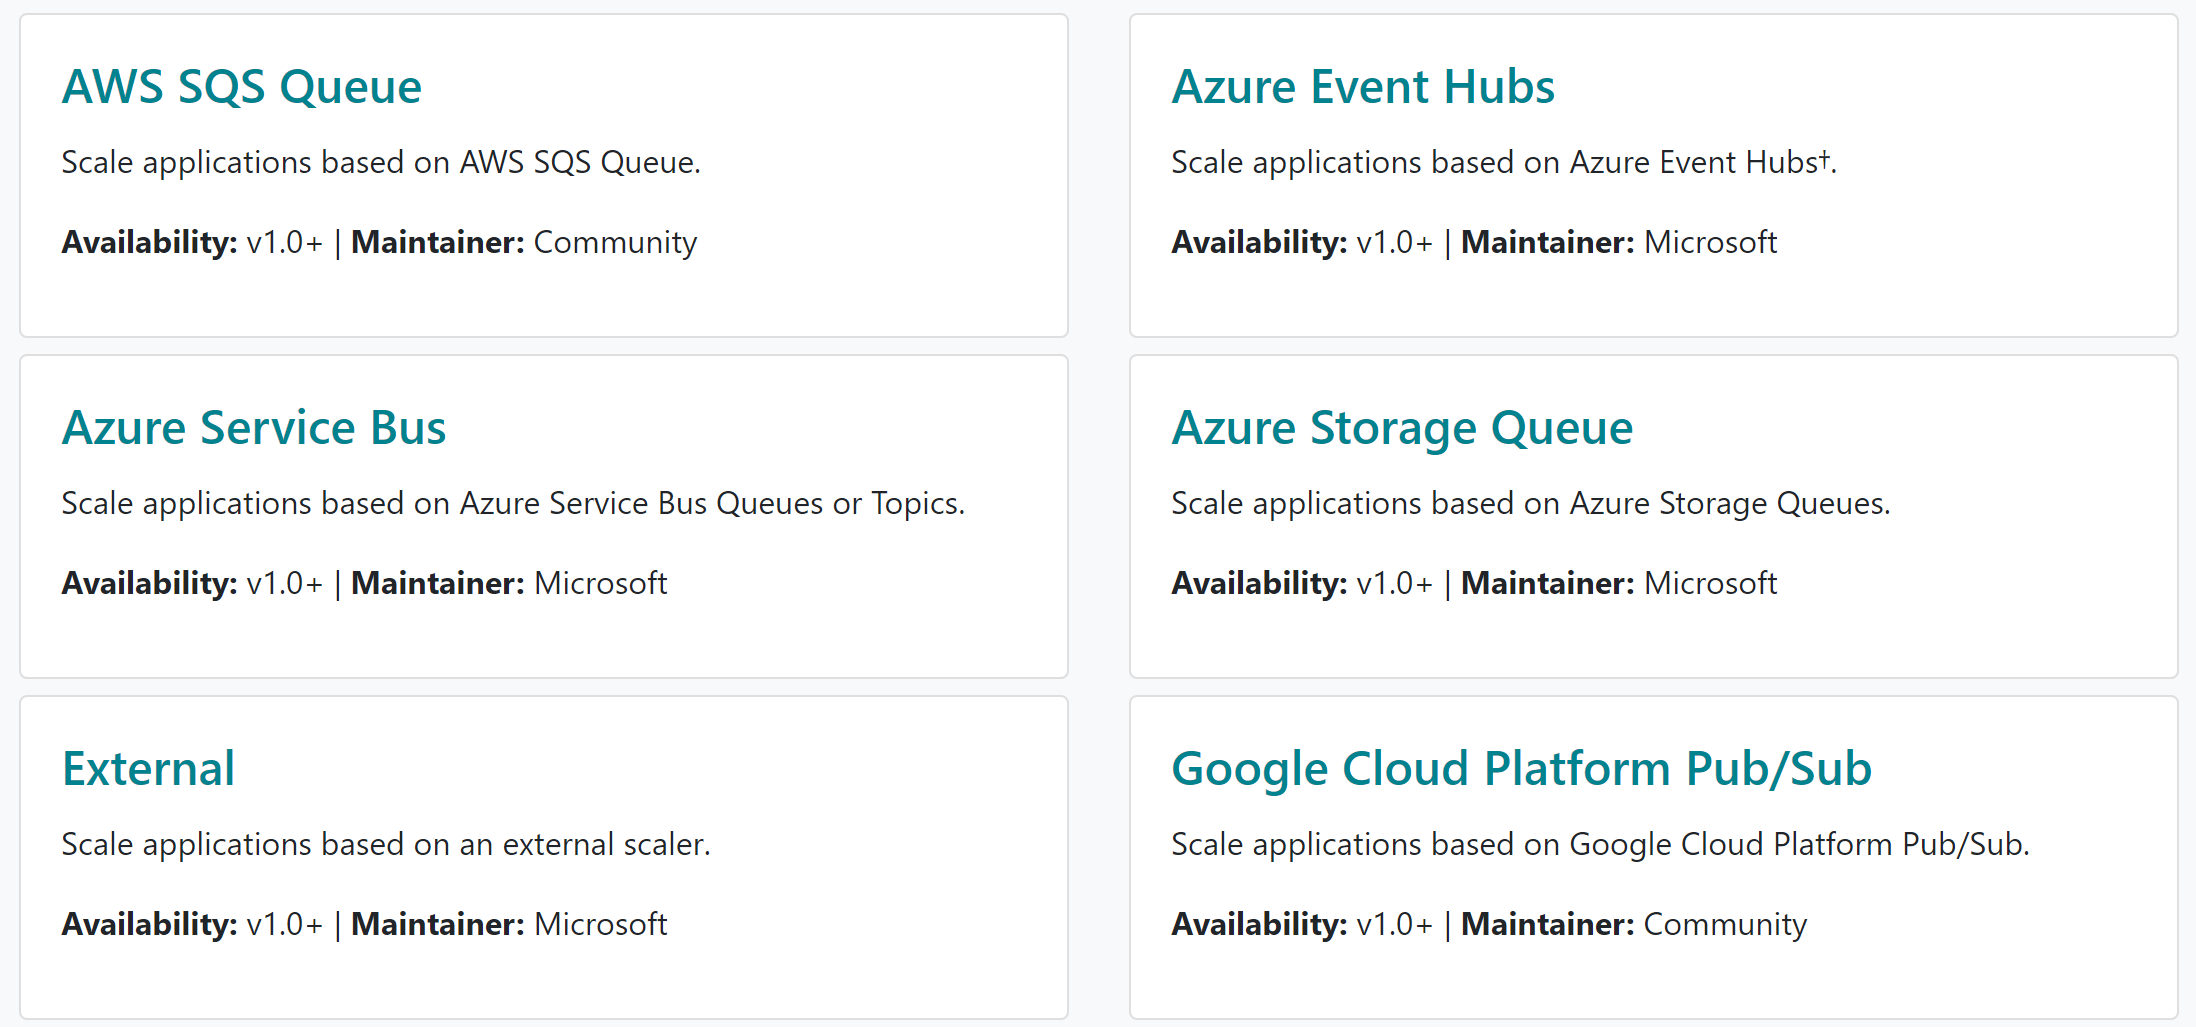 AWS SQS Queue
Scale applications based on AWS SQS Queue.
Availability: v1.0+ | Maintainer: Community
Azure Event Hubs
Scale applications based on Azure Event Hubs†.
Availability: v1.0+ | Maintainer: Microsoft
Azure Service Bus
Scale applications based on Azure Service Bus Queues or Topics.
Availability: v1.0+ | Maintainer: Microsoft
Azure Storage Queue
Scale applications based on Azure Storage Queues.
Availability: v1.0+ | Maintainer: Microsoft
External
Scale applications based on an external scaler.
Availability: v1.0+ | Maintainer: Microsoft
Google Cloud Platform Pub/Sub
Scale applications based on Google Cloud Platform Pub/Sub.
Availability: v1.0+ | Maintainer: Community